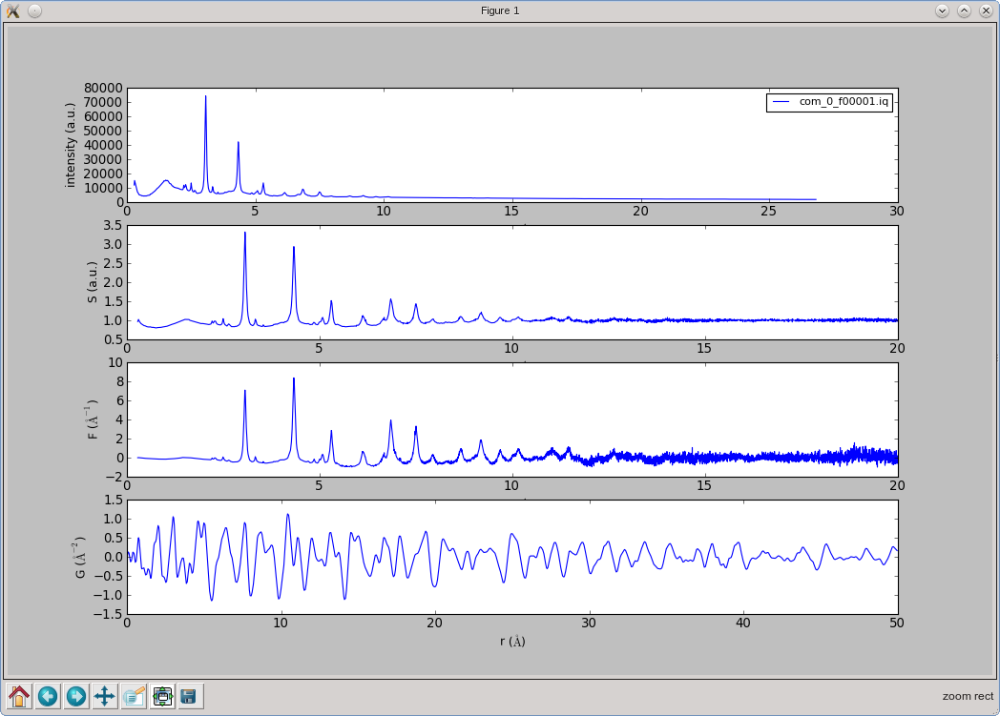 Figure 1
80000
70000
60000
50000
40000
30000
20000
10000
0
intensity (a.u.)
com_0_f00001.iq
0 5 10 15 20 25 30
3.5
3.0
2.5
2.0
1.5
1.0
0.5
S (a.u.)
0 5 10 15 20
10
8
6
4
2
0
−2
F (Å⁻¹)
0 5 10 15 20
1.5
1.0
0.5
0.0
−0.5
−1.0
−1.5
G (Å⁻²)
0 10 20 30 40 50
r (Å)
zoom rect